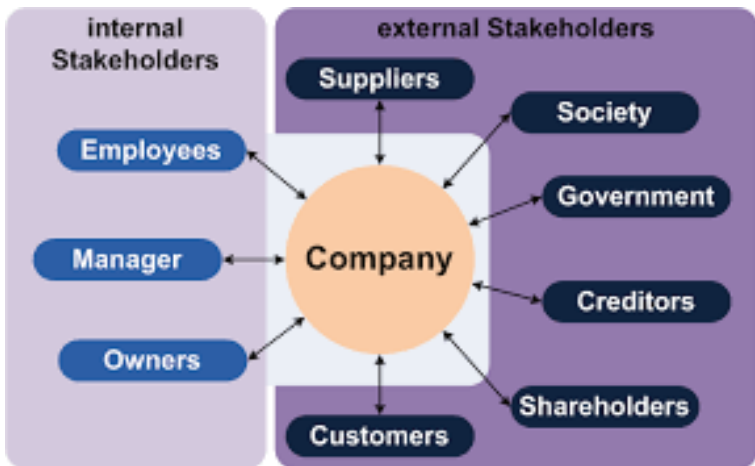 internal
Stakeholders
external Stakeholders
Suppliers
Society
Employees
Government
Manager
Company
Creditors
Owners
Shareholders
Customers